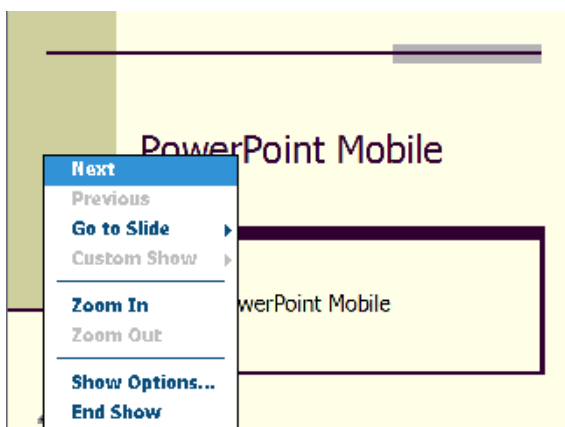 PowerPoint Mobile
Next
Previous
Go to Slide
Custom Show
werPoint Mobile
Zoom In
Zoom Out
Show Options...
End Show